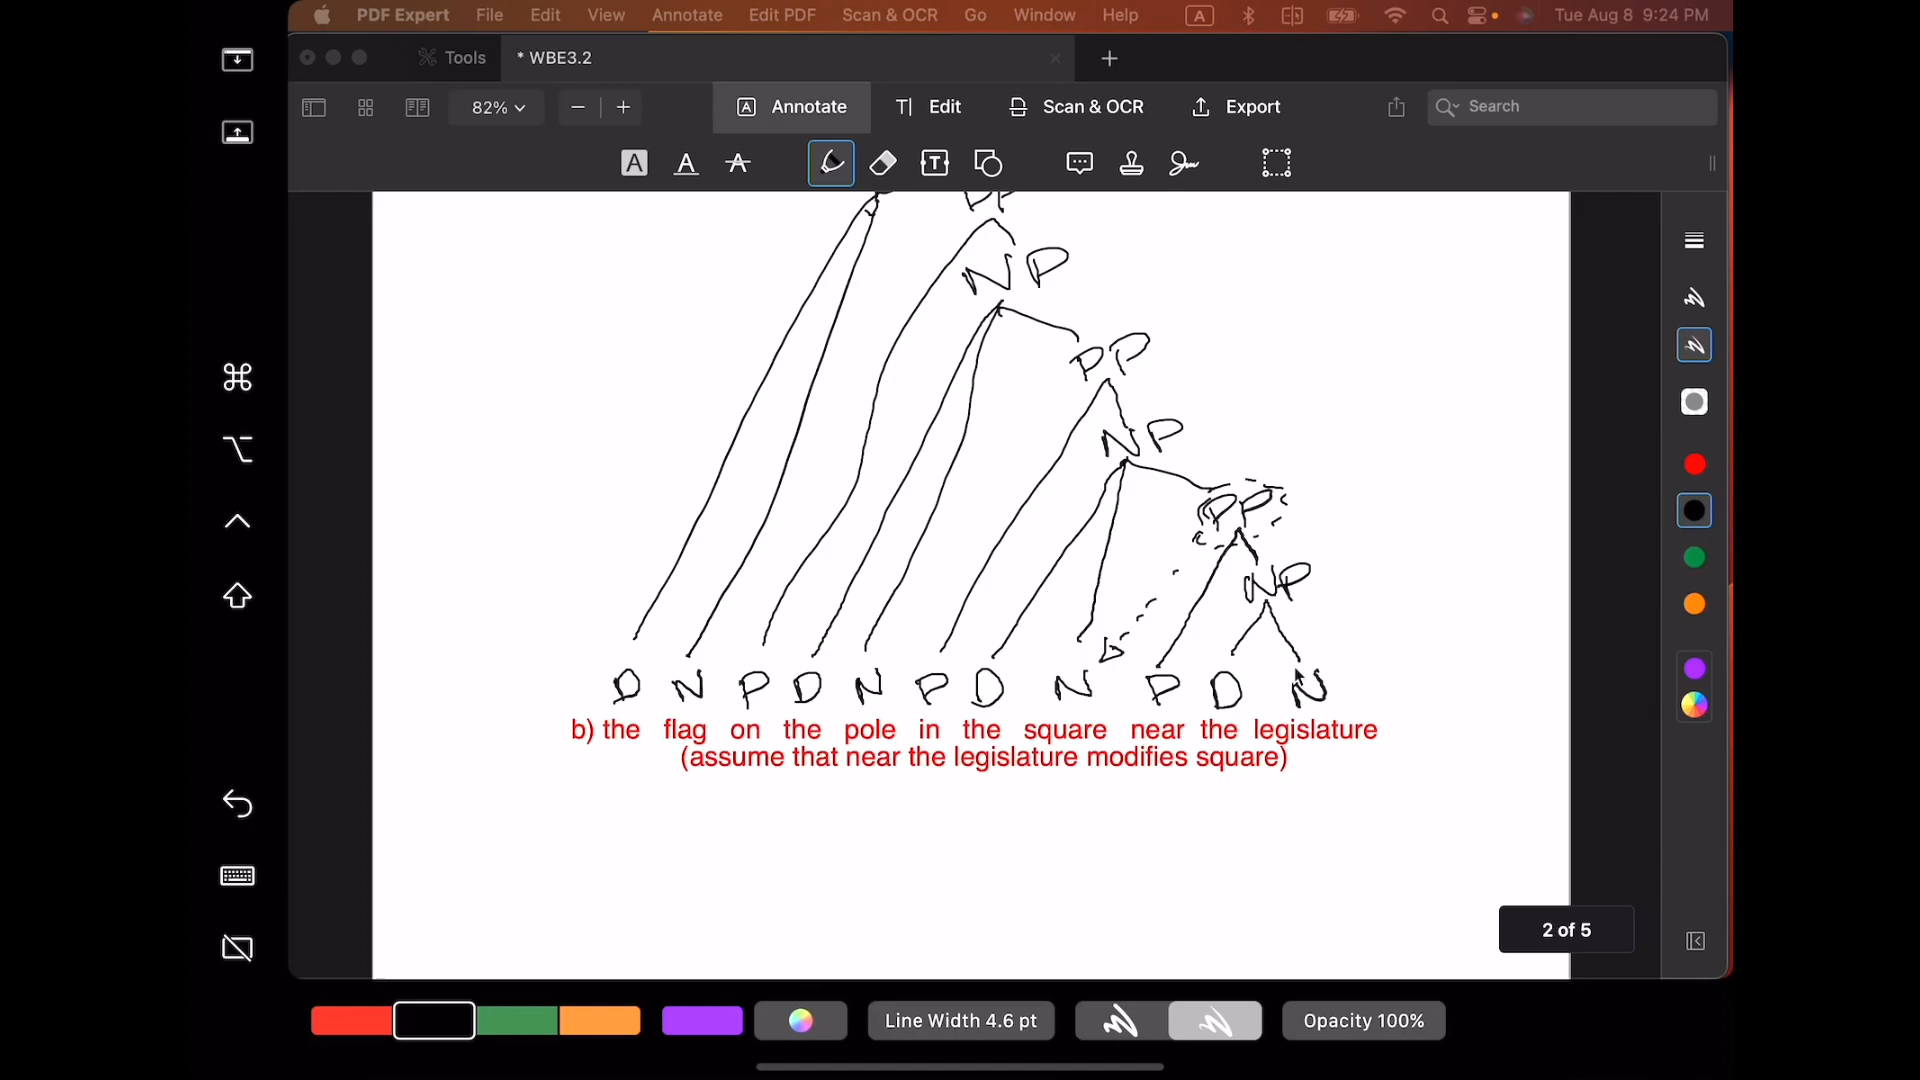 PDF Expert File Edit View Annotate Edit PDF Scan & OCR Go Window Help A Tue Aug 8 9:24 PM
Tools * WBE3.2
82% Annotate T| Edit Scan & OCR Export Search
A A A T
NP
PP
NP
PP
NP
D N P D N P D N P D N
b) the flag on the pole in the square near the legislature
(assume that near the legislature modifies square)
2 of 5
Line Width 4.6 pt Opacity 100%